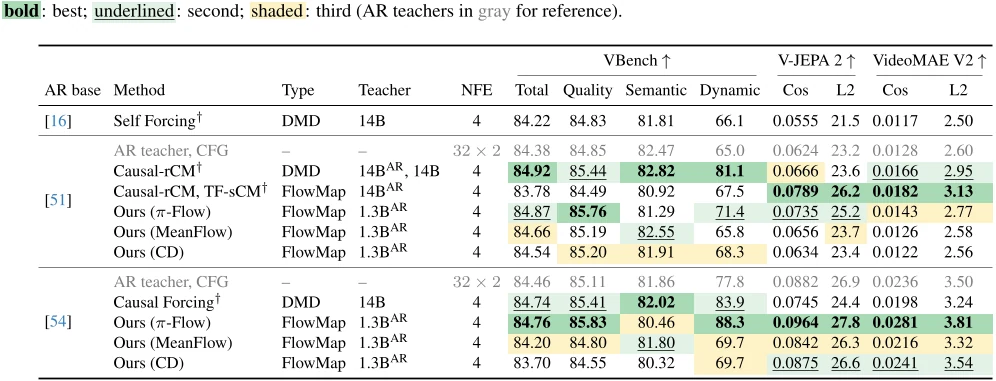 bold: best; underlined: second; shaded: third (AR teachers in gray for reference).
VBench ↑ V-JEPA 2 ↑ VideoMAE V2 ↑
AR base Method Type Teacher NFE Total Quality Semantic Dynamic Cos L2 Cos L2
[16] Self Forcing† DMD 14B 4 84.22 84.83 81.81 66.1 0.0555 21.5 0.0117 2.50
AR teacher, CFG – – 32 × 2 84.38 84.85 82.47 65.0 0.0624 23.2 0.0128 2.60
Causal-rCM† DMD 14B^AR, 14B 4 84.92 85.44 82.82 81.1 0.0666 23.6 0.0166 2.95
Causal-rCM, TF-sCM† FlowMap 14B^AR 4 83.78 84.49 80.92 67.5 0.0789 26.2 0.0182 3.13
[51]
Ours (π-Flow) FlowMap 1.3B^AR 4 84.87 85.76 81.29 71.4 0.0735 25.2 0.0143 2.77
Ours (MeanFlow) FlowMap 1.3B^AR 4 84.66 85.19 82.55 65.8 0.0656 23.7 0.0126 2.58
Ours (CD) FlowMap 1.3B^AR 4 84.54 85.20 81.91 68.3 0.0634 23.4 0.0122 2.56
AR teacher, CFG – – 32 × 2 84.46 85.11 81.86 77.8 0.0882 26.9 0.0236 3.50
Causal Forcing† DMD 14B 4 84.74 85.41 82.02 83.9 0.0745 24.4 0.0198 3.24
[54] Ours (π-Flow) FlowMap 1.3B^AR 4 84.76 85.83 80.46 88.3 0.0964 27.8 0.0281 3.81
Ours (MeanFlow) FlowMap 1.3B^AR 4 84.20 84.80 81.80 69.7 0.0842 26.3 0.0216 3.32
Ours (CD) FlowMap 1.3B^AR 4 83.70 84.55 80.32 69.7 0.0875 26.6 0.0241 3.54